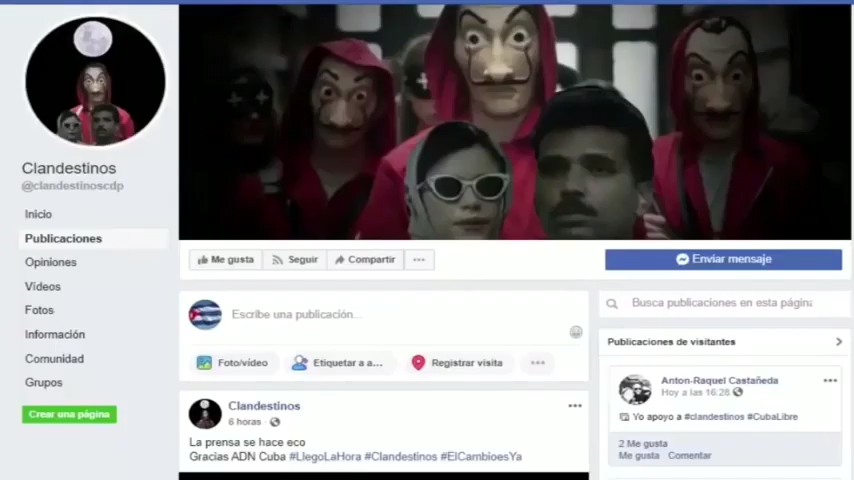 Clandestinos
@clandestinoscdp
Inicio
Publicaciones
Opiniones
Vídeos
Fotos
Información
Comunidad
Grupos
Crear una página
Me gusta
Seguir
Compartir
Enviar mensaje
Escribe una publicación...
Foto/vídeo
Etiquetar a a...
Registrar visita
Clandestinos
6 horas
La prensa se hace eco
Gracias ADN Cuba #LlegoLaHora #Clandestinos #ElCambioesYa
Busca publicaciones en esta página
Publicaciones de visitantes
Anton-Raquel Castañeda
Hoy a las 16:28
Yo apoyo a #clandestinos #CubaLibre
2 Me gusta
Me gusta Comentar